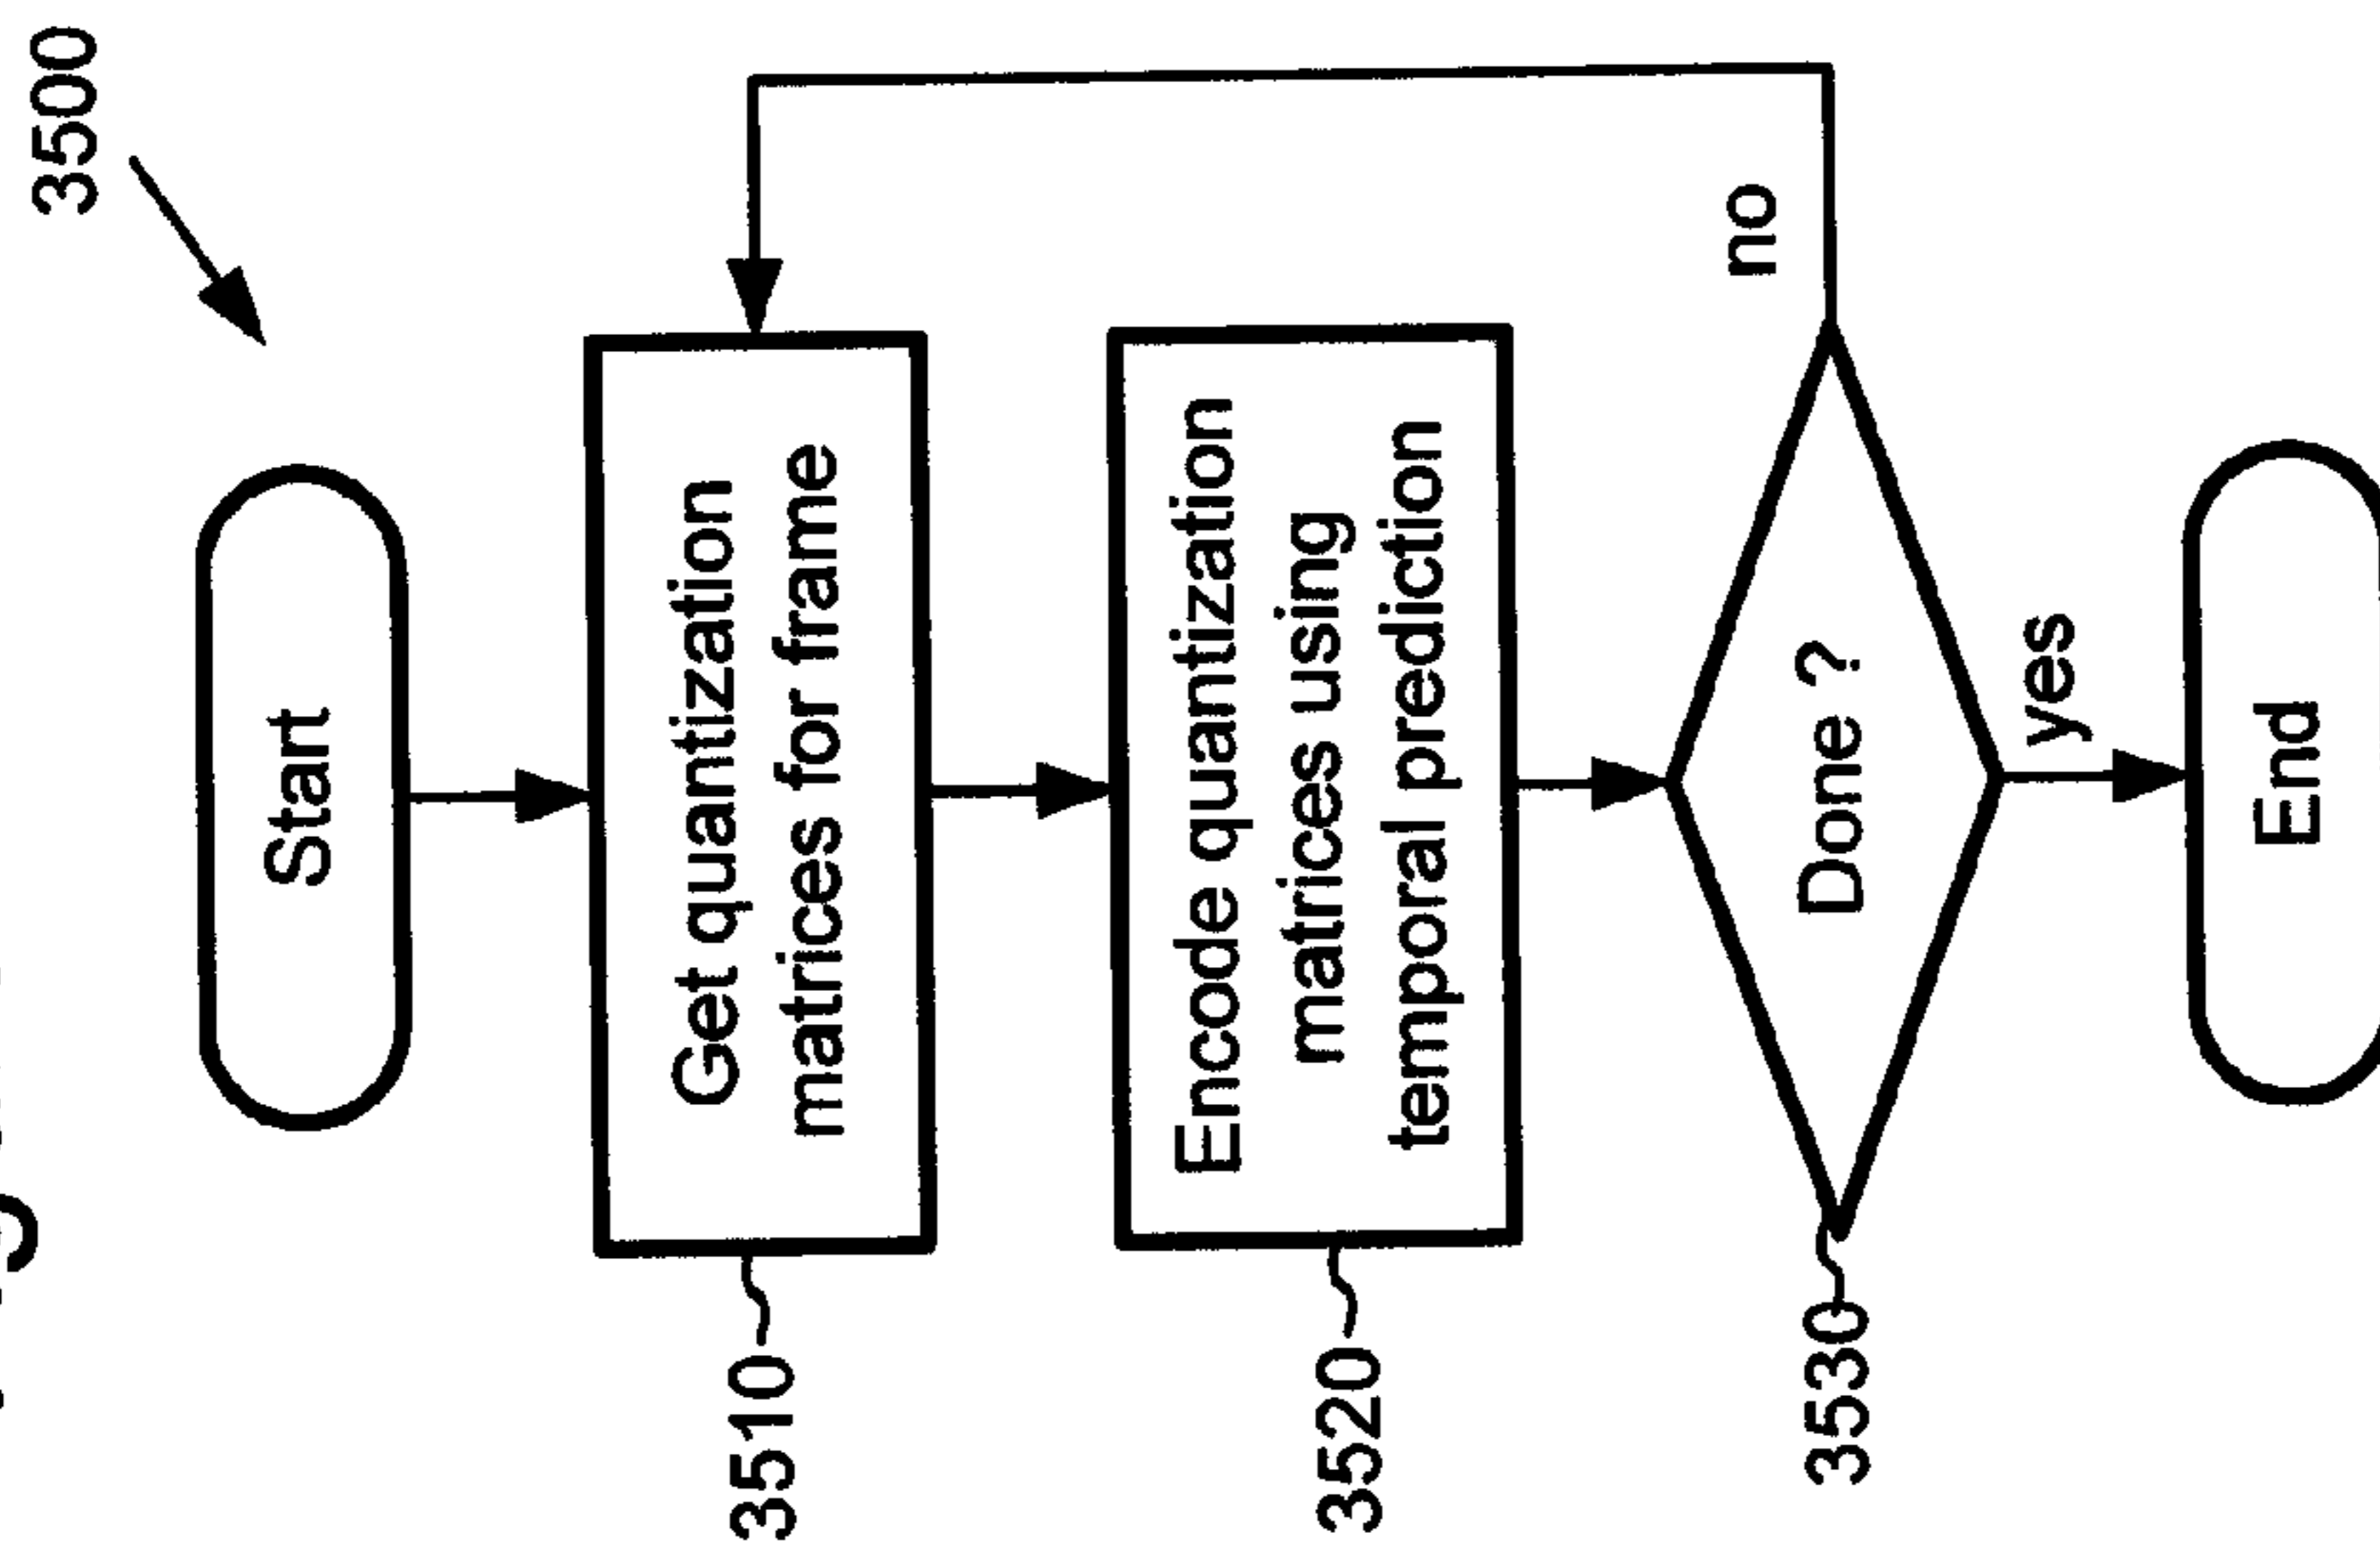 3500
Start
3510
Get quantization
matrices for frame
3520
Encode quantization
matrices using
temporal prediction
3530
Done ?
no
yes
End